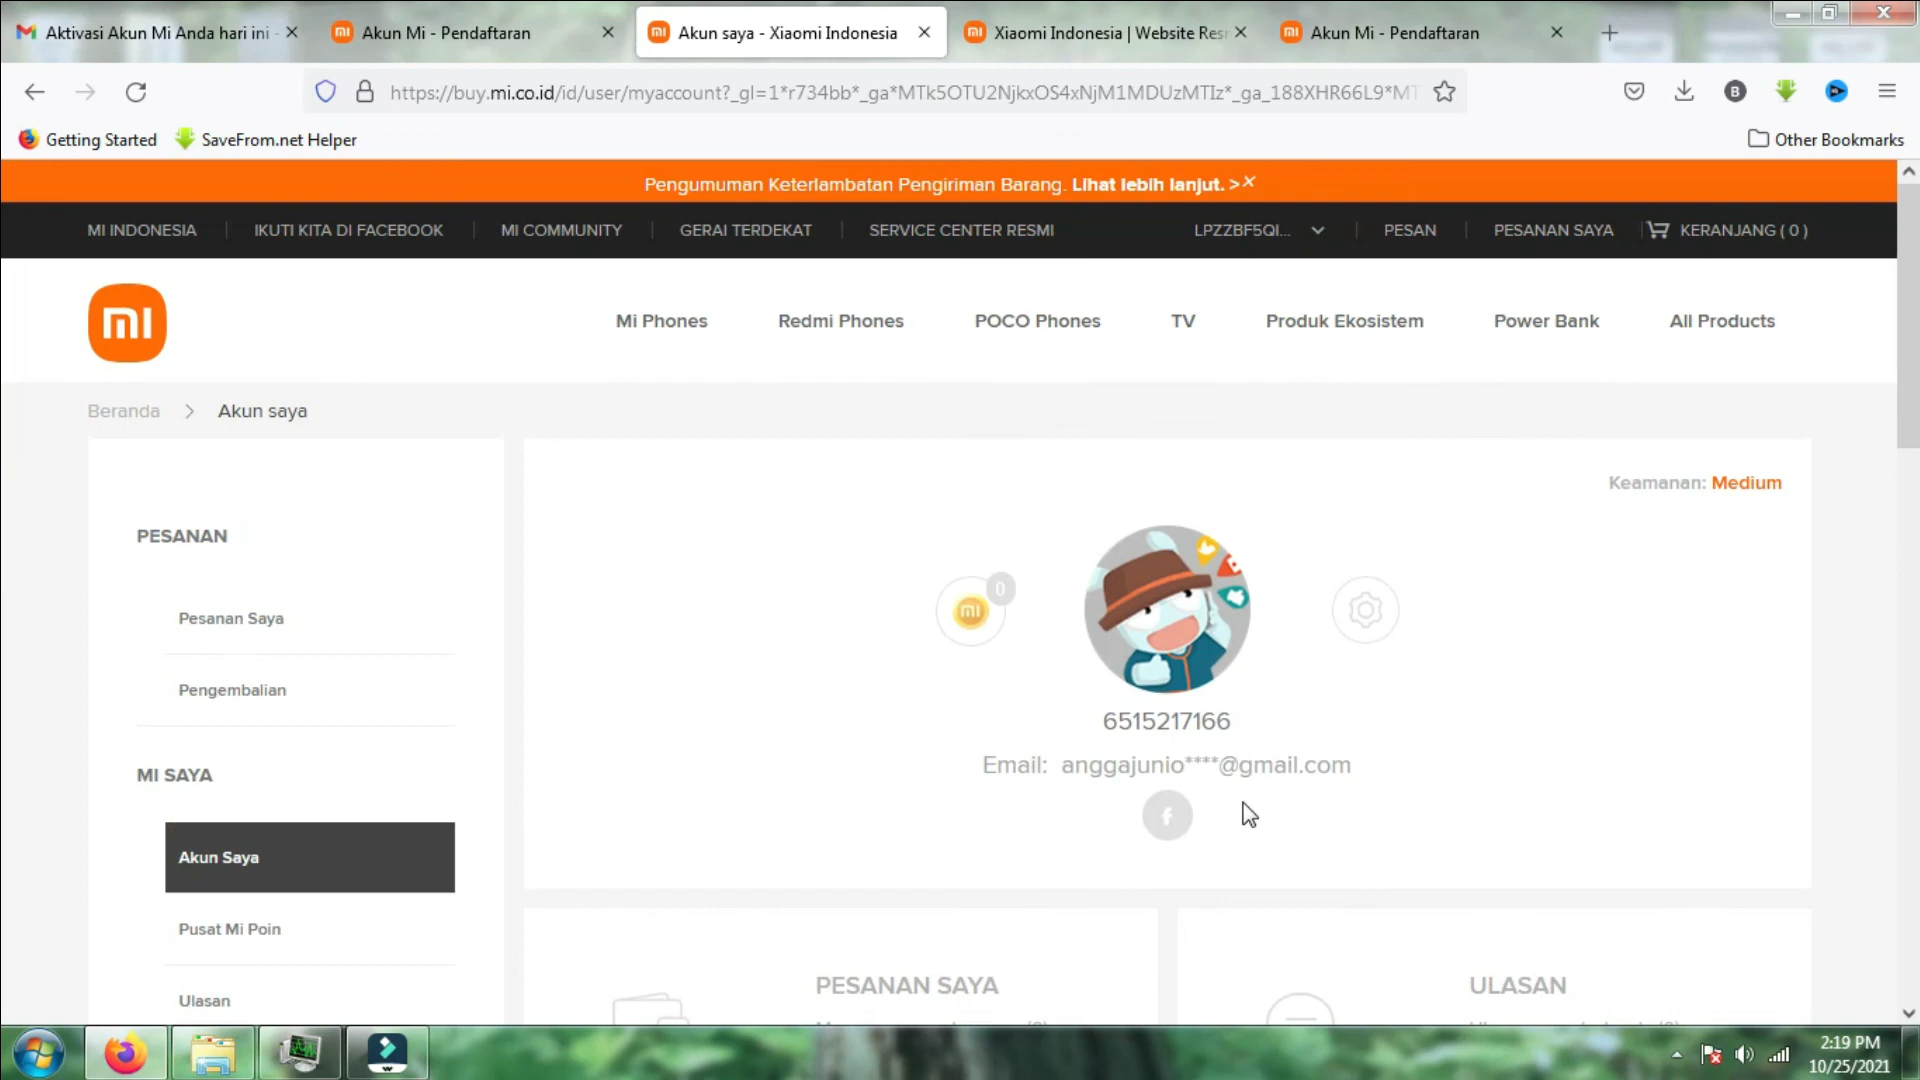 Aktivasi Akun Mi Anda hari ini -
Akun Mi - Pendaftaran
Akun saya - Xiaomi Indonesia
Xiaomi Indonesia | Website Res
Akun Mi - Pendaftaran
https://buy.mi.co.id/id/user/myaccount?_gl=1*r734bb*_ga*MTk5OTU2NjkxOS4xNjM1MDUzMTIz*_ga_188XHR66L9*MT
Getting Started
SaveFrom.net Helper
Other Bookmarks
Pengumuman Keterlambatan Pengiriman Barang. Lihat lebih lanjut. >
MI INDONESIA
IKUTI KITA DI FACEBOOK
MI COMMUNITY
GERAI TERDEKAT
SERVICE CENTER RESMI
LPZZBF5QI...
PESAN
PESANAN SAYA
KERANJANG ( 0 )
Mi Phones
Redmi Phones
POCO Phones
TV
Produk Ekosistem
Power Bank
All Products
Beranda > Akun saya
Keamanan: Medium
PESANAN
Pesanan Saya
Pengembalian
MI SAYA
Akun Saya
Pusat Mi Poin
Ulasan
0
6515217166
Email: anggajunio****@gmail.com
PESANAN SAYA
ULASAN
2:19 PM
10/25/2021